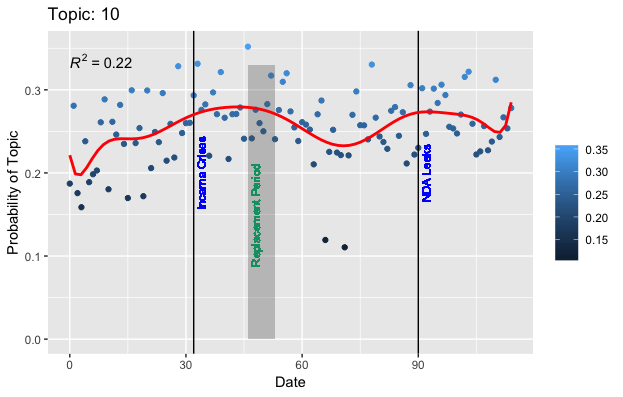 Topic: 10
R² = 0.22
Probability of Topic
0.3
0.2
0.1
0.0
Incarna Crises
Replacement Period
NDA Leaks
0
30
60
90
Date
0.35
0.30
0.25
0.20
0.15